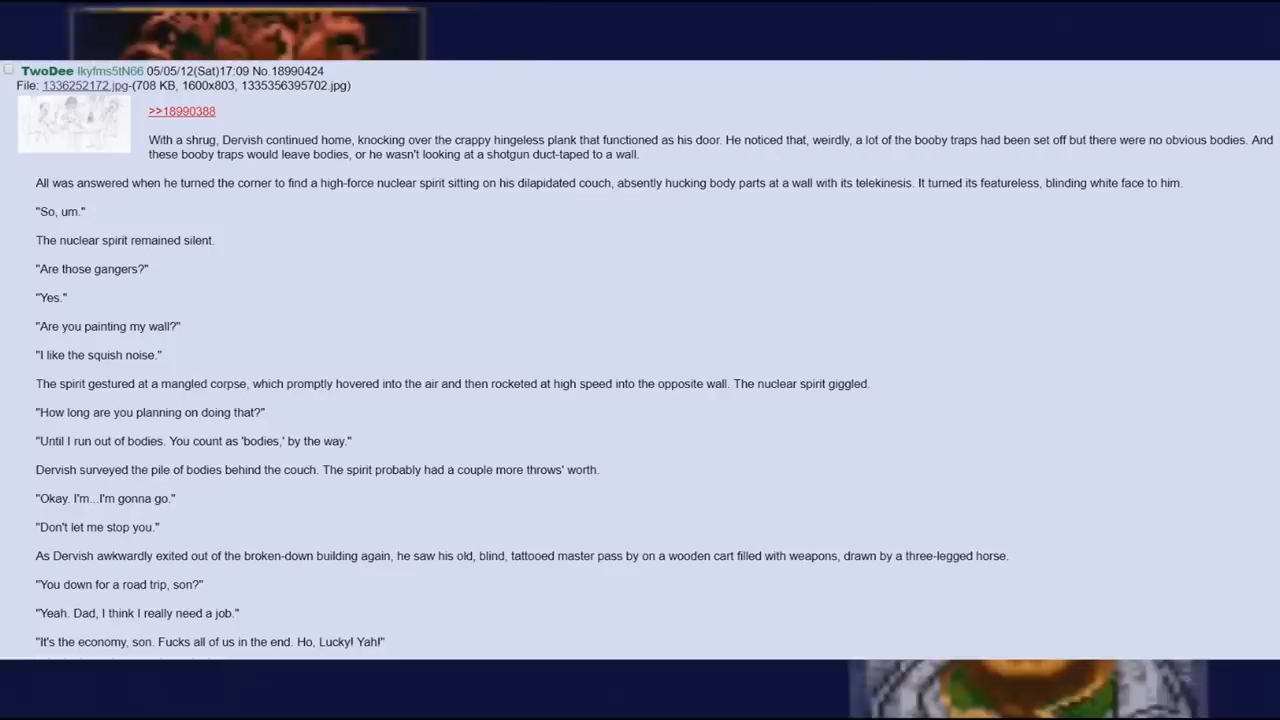 TwoDee lkyfms5tN66 05/05/12(Sat)17:09 No.18990424
File: 1336252172.jpg-(708 KB, 1600x803, 1335356395702.jpg)
>>18990388
With a shrug, Dervish continued home, knocking over the crappy hingeless plank that functioned as his door. He noticed that, weirdly, a lot of the booby traps had been set off but there were no obvious bodies. And
these booby traps would leave bodies, or he wasn't looking at a shotgun duct-taped to a wall.
All was answered when he turned the corner to find a high-force nuclear spirit sitting on his dilapidated couch, absently hucking body parts at a wall with its telekinesis. It turned its featureless, blinding white face to him.
"So, um."
The nuclear spirit remained silent.
"Are those gangers?"
"Yes."
"Are you painting my wall?"
"I like the squish noise."
The spirit gestured at a mangled corpse, which promptly hovered into the air and then rocketed at high speed into the opposite wall. The nuclear spirit giggled.
"How long are you planning on doing that?"
"Until I run out of bodies. You count as 'bodies,' by the way."
Dervish surveyed the pile of bodies behind the couch. The spirit probably had a couple more throws' worth.
"Okay. I'm...I'm gonna go."
"Don't let me stop you."
As Dervish awkwardly exited out of the broken-down building again, he saw his old, blind, tattooed master pass by on a wooden cart filled with weapons, drawn by a three-legged horse.
"You down for a road trip, son?"
"Yeah. Dad, I think I really need a job."
"It's the economy, son. Fucks all of us in the end. Ho, Lucky! Yah!"